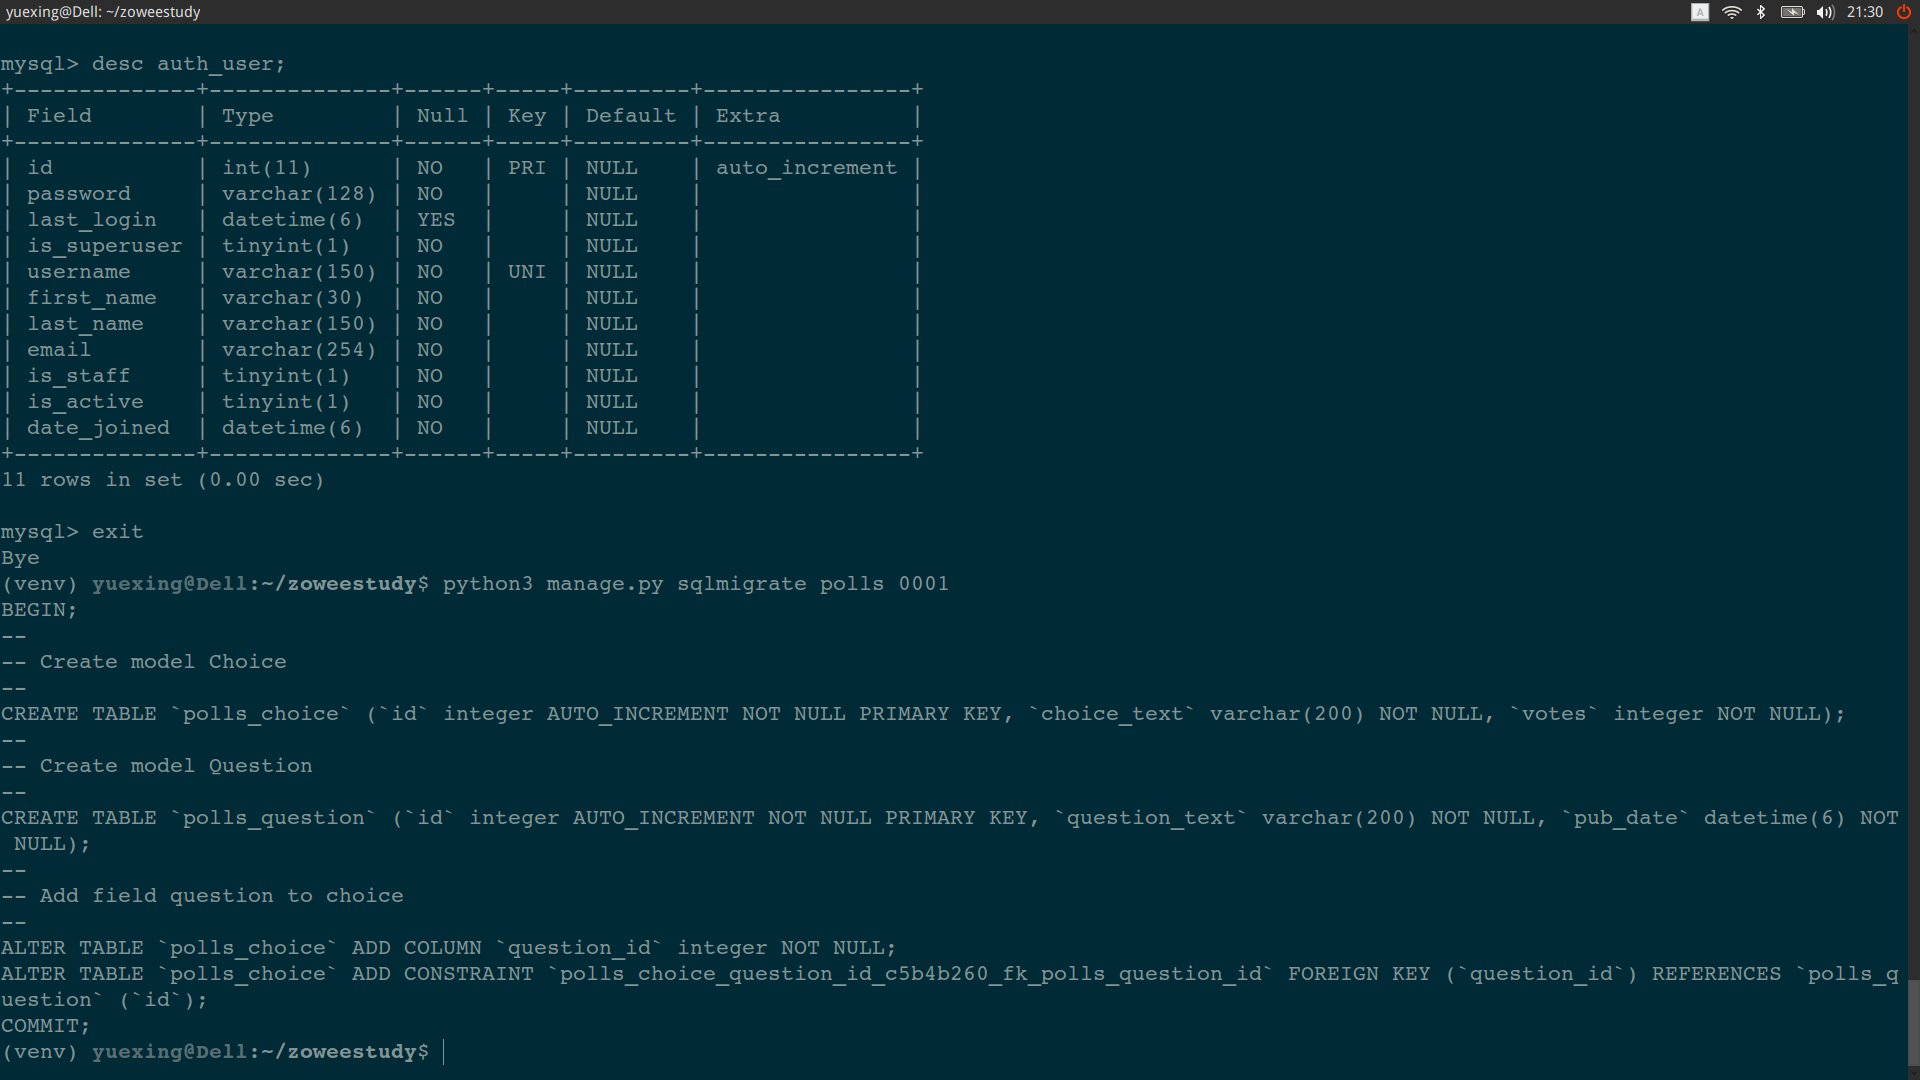 yuexing@Dell: ~/zoweestudy
A
21:30
mysql> desc auth_user;
+--------------+--------------+------+-----+---------+----------------+
| Field        | Type         | Null | Key | Default | Extra          |
+--------------+--------------+------+-----+---------+----------------+
| id           | int(11)      | NO   | PRI | NULL    | auto_increment |
| password     | varchar(128) | NO   |     | NULL    |                |
| last_login   | datetime(6)  | YES  |     | NULL    |                |
| is_superuser | tinyint(1)   | NO   |     | NULL    |                |
| username     | varchar(150) | NO   | UNI | NULL    |                |
| first_name   | varchar(30)  | NO   |     | NULL    |                |
| last_name    | varchar(150) | NO   |     | NULL    |                |
| email        | varchar(254) | NO   |     | NULL    |                |
| is_staff     | tinyint(1)   | NO   |     | NULL    |                |
| is_active    | tinyint(1)   | NO   |     | NULL    |                |
| date_joined  | datetime(6)  | NO   |     | NULL    |                |
+--------------+--------------+------+-----+---------+----------------+
11 rows in set (0.00 sec)
mysql> exit
Bye
(venv) yuexing@Dell:~/zoweestudy$ python3 manage.py sqlmigrate polls 0001
BEGIN;
--
-- Create model Choice
--
CREATE TABLE `polls_choice` (`id` integer AUTO_INCREMENT NOT NULL PRIMARY KEY, `choice_text` varchar(200) NOT NULL, `votes` integer NOT NULL);
--
-- Create model Question
--
CREATE TABLE `polls_question` (`id` integer AUTO_INCREMENT NOT NULL PRIMARY KEY, `question_text` varchar(200) NOT NULL, `pub_date` datetime(6) NOT
 NULL);
--
-- Add field question to choice
--
ALTER TABLE `polls_choice` ADD COLUMN `question_id` integer NOT NULL;
ALTER TABLE `polls_choice` ADD CONSTRAINT `polls_choice_question_id_c5b4b260_fk_polls_question_id` FOREIGN KEY (`question_id`) REFERENCES `polls_q
uestion` (`id`);
COMMIT;
(venv) yuexing@Dell:~/zoweestudy$